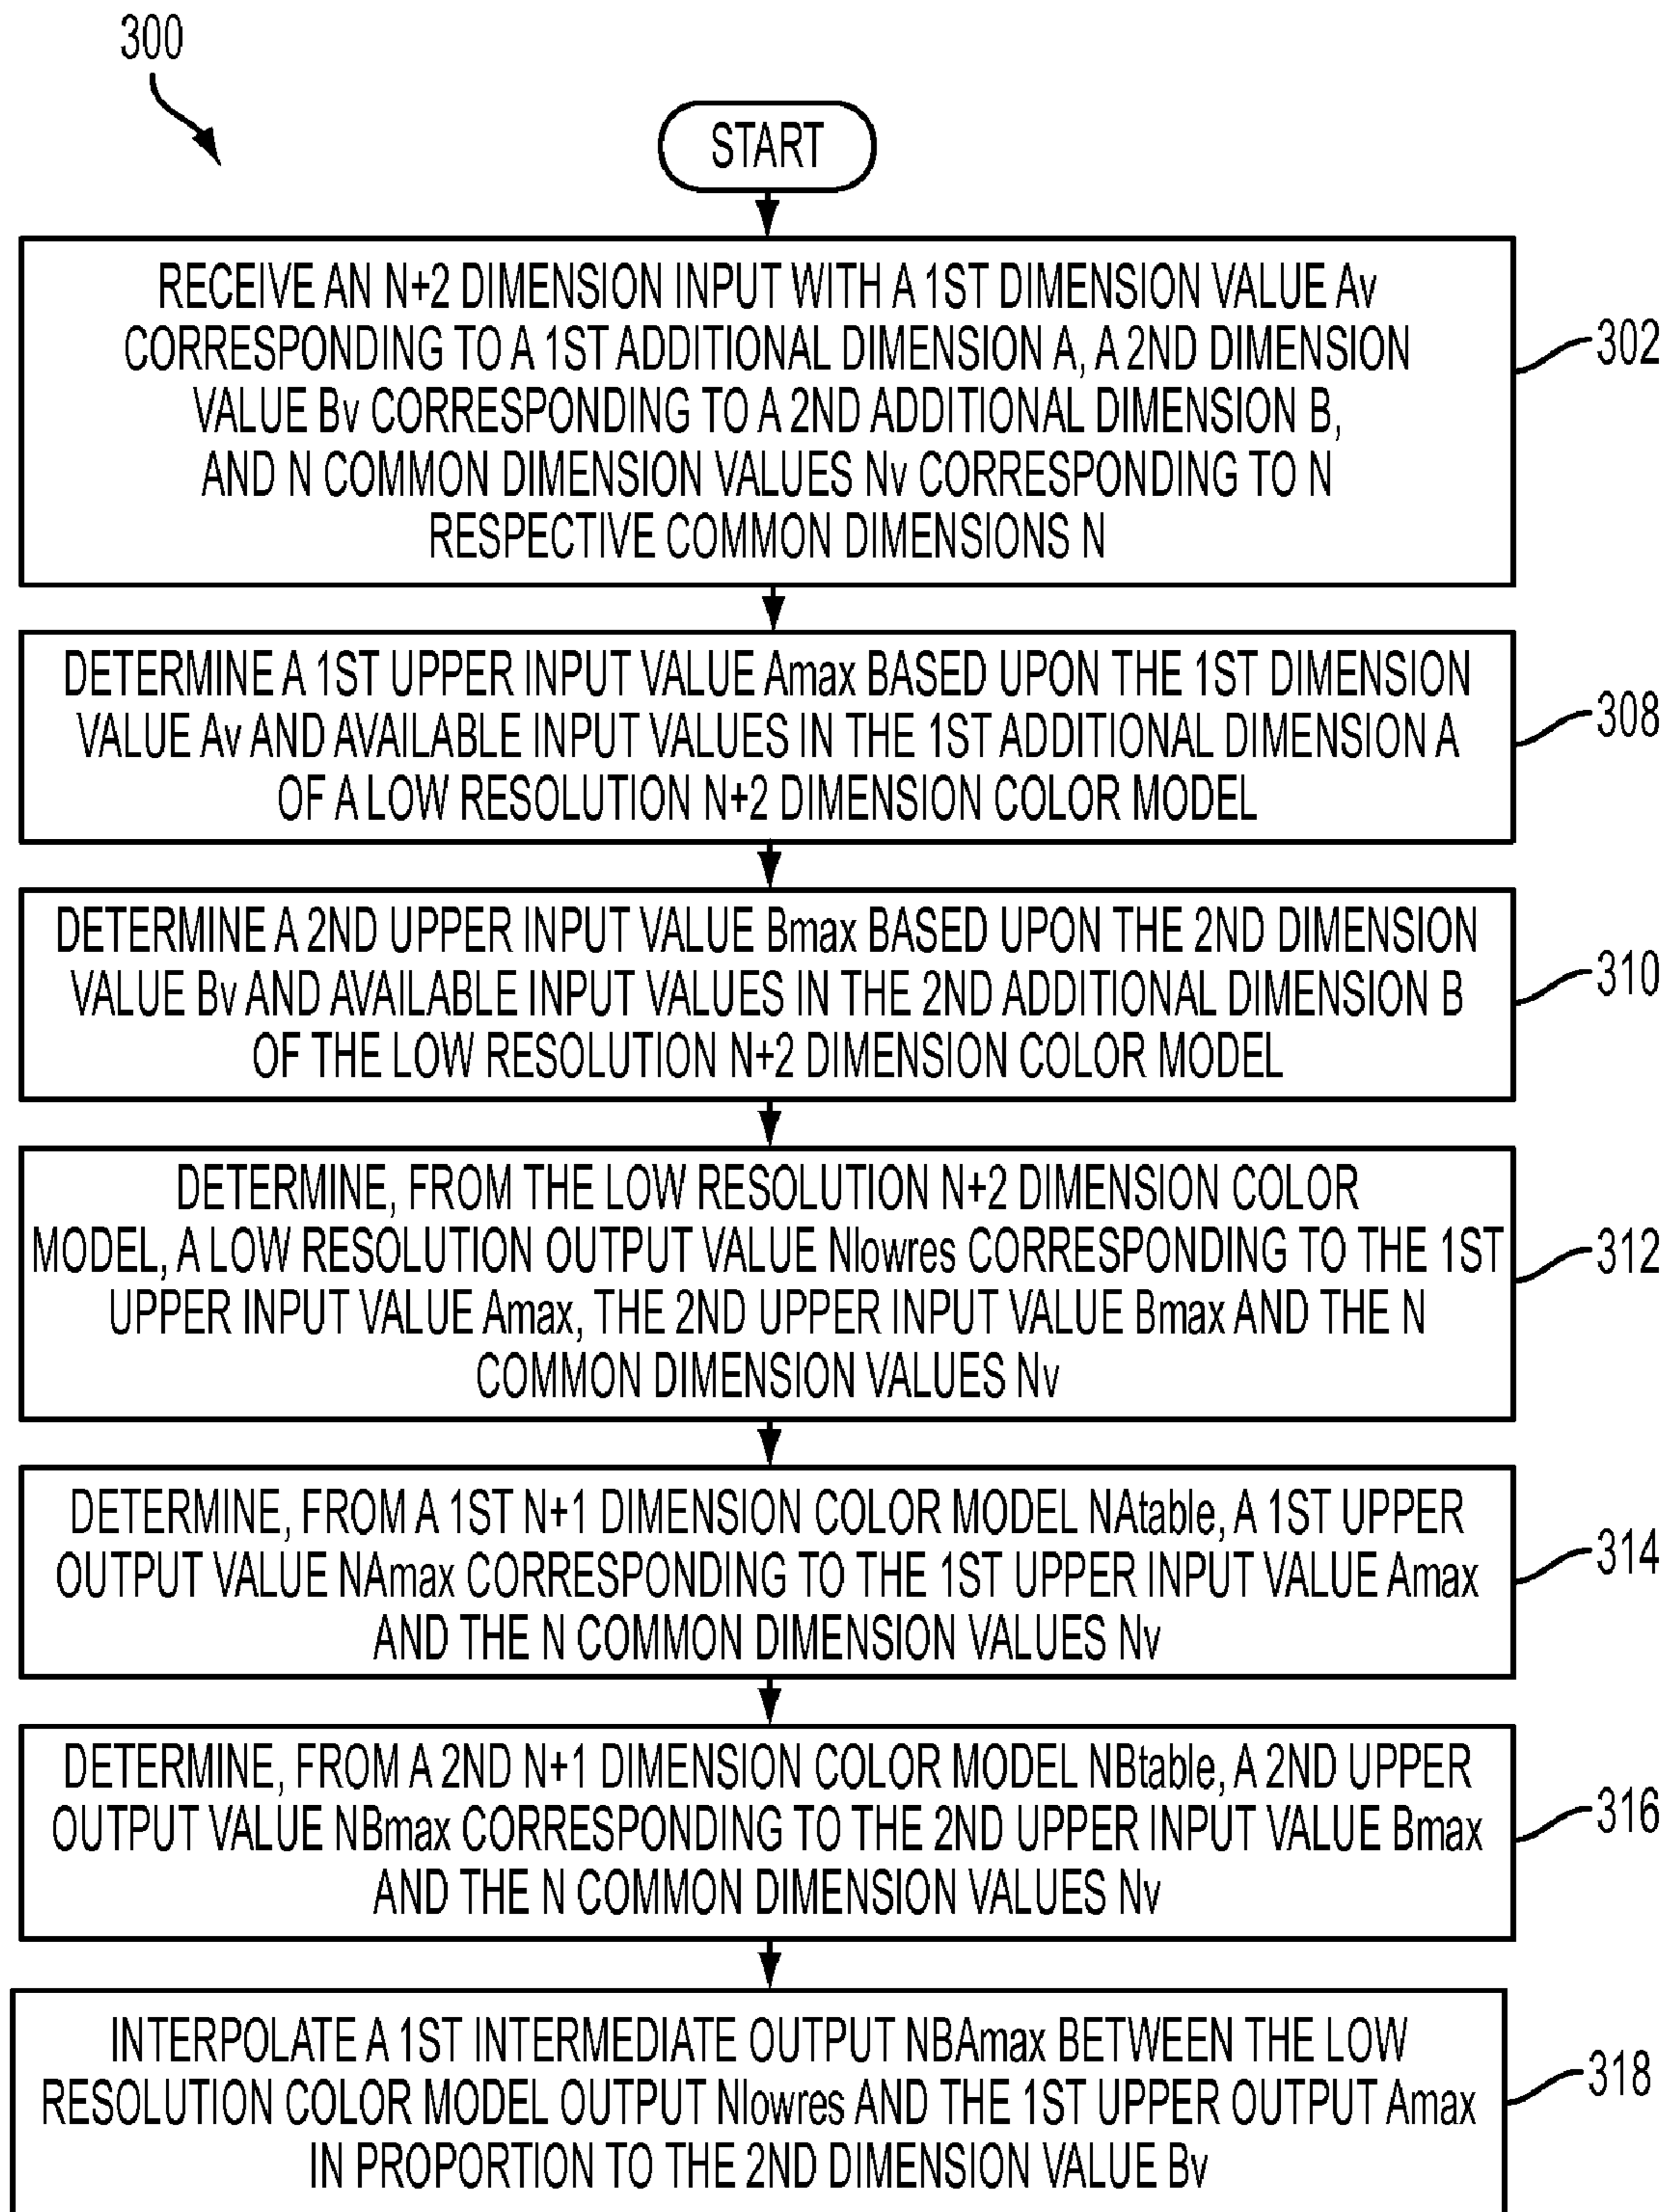 300
START
RECEIVE AN N+2 DIMENSION INPUT WITH A 1ST DIMENSION VALUE Av
CORRESPONDING TO A 1ST ADDITIONAL DIMENSION A, A 2ND DIMENSION
VALUE Bv CORRESPONDING TO A 2ND ADDITIONAL DIMENSION B,
AND N COMMON DIMENSION VALUES Nv CORRESPONDING TO N
RESPECTIVE COMMON DIMENSIONS N
302
DETERMINE A 1ST UPPER INPUT VALUE Amax BASED UPON THE 1ST DIMENSION
VALUE Av AND AVAILABLE INPUT VALUES IN THE 1ST ADDITIONAL DIMENSION A
OF A LOW RESOLUTION N+2 DIMENSION COLOR MODEL
308
DETERMINE A 2ND UPPER INPUT VALUE Bmax BASED UPON THE 2ND DIMENSION
VALUE Bv AND AVAILABLE INPUT VALUES IN THE 2ND ADDITIONAL DIMENSION B
OF THE LOW RESOLUTION N+2 DIMENSION COLOR MODEL
310
DETERMINE, FROM THE LOW RESOLUTION N+2 DIMENSION COLOR
MODEL, A LOW RESOLUTION OUTPUT VALUE Nlowres CORRESPONDING TO THE 1ST
UPPER INPUT VALUE Amax, THE 2ND UPPER INPUT VALUE Bmax AND THE N
COMMON DIMENSION VALUES Nv
312
DETERMINE, FROM A 1ST N+1 DIMENSION COLOR MODEL NAtable, A 1ST UPPER
OUTPUT VALUE NAmax CORRESPONDING TO THE 1ST UPPER INPUT VALUE Amax
AND THE N COMMON DIMENSION VALUES Nv
314
DETERMINE, FROM A 2ND N+1 DIMENSION COLOR MODEL NBtable, A 2ND UPPER
OUTPUT VALUE NBmax CORRESPONDING TO THE 2ND UPPER INPUT VALUE Bmax
AND THE N COMMON DIMENSION VALUES Nv
316
INTERPOLATE A 1ST INTERMEDIATE OUTPUT NBAmax BETWEEN THE LOW
RESOLUTION COLOR MODEL OUTPUT Nlowres AND THE 1ST UPPER OUTPUT Amax
IN PROPORTION TO THE 2ND DIMENSION VALUE Bv
318